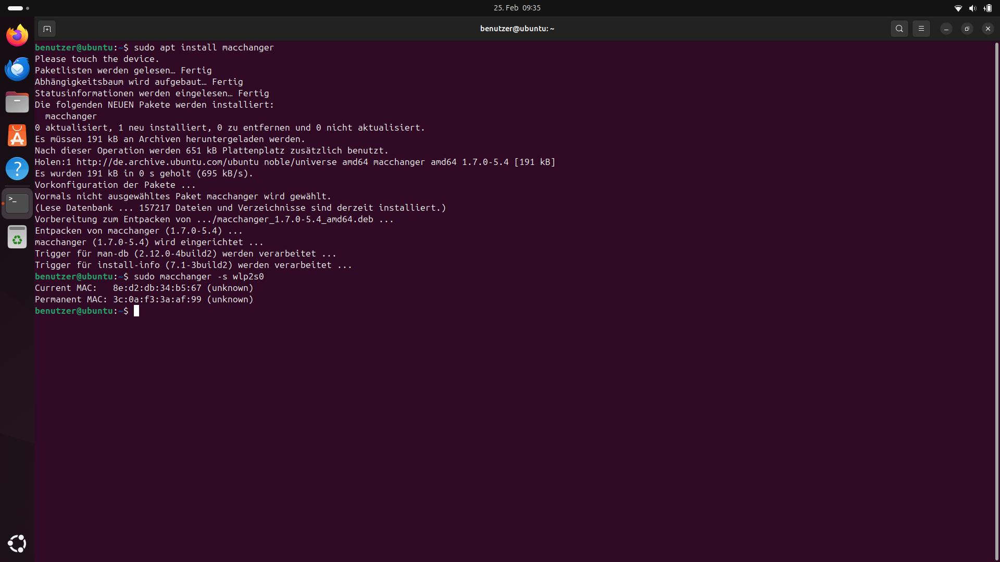 25. Feb 09:35
benutzer@ubuntu: ~
benutzer@ubuntu:~$ sudo apt install macchanger
Please touch the device.
Paketlisten werden gelesen… Fertig
Abhängigkeitsbaum wird aufgebaut… Fertig
Statusinformationen werden eingelesen… Fertig
Die folgenden NEUEN Pakete werden installiert:
  macchanger
0 aktualisiert, 1 neu installiert, 0 zu entfernen und 0 nicht aktualisiert.
Es müssen 191 kB an Archiven heruntergeladen werden.
Nach dieser Operation werden 651 kB Plattenplatz zusätzlich benutzt.
Holen:1 http://de.archive.ubuntu.com/ubuntu noble/universe amd64 macchanger amd64 1.7.0-5.4 [191 kB]
Es wurden 191 kB in 0 s geholt (695 kB/s).
Vorkonfiguration der Pakete ...
Vormals nicht ausgewähltes Paket macchanger wird gewählt.
(Lese Datenbank ... 157217 Dateien und Verzeichnisse sind derzeit installiert.)
Vorbereitung zum Entpacken von .../macchanger_1.7.0-5.4_amd64.deb ...
Entpacken von macchanger (1.7.0-5.4) ...
macchanger (1.7.0-5.4) wird eingerichtet ...
Trigger für man-db (2.12.0-4build2) werden verarbeitet ...
Trigger für install-info (7.1-3build2) werden verarbeitet ...
benutzer@ubuntu:~$ sudo macchanger -s wlp2s0
Current MAC:   8e:d2:db:34:b5:67 (unknown)
Permanent MAC: 3c:0a:f3:3a:af:99 (unknown)
benutzer@ubuntu:~$